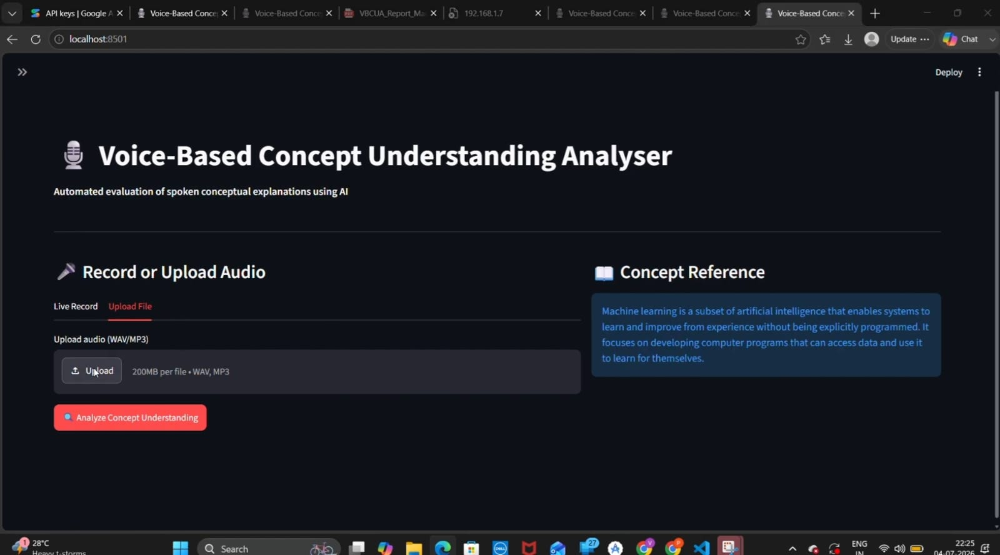 API keys | Google A
Voice-Based Conce
Voice-Based Conce
VBCUA_Report_Ma
192.168.1.7
Voice-Based Conce
Voice-Based Conce
Voice-Based Conce
localhost:8501
Update
Chat
Deploy
Voice-Based Concept Understanding Analyser
Automated evaluation of spoken conceptual explanations using AI
Record or Upload Audio
Live Record
Upload File
Upload audio (WAV/MP3)
Upload
200MB per file • WAV, MP3
Analyze Concept Understanding
Concept Reference
Machine learning is a subset of artificial intelligence that enables systems to
learn and improve from experience without being explicitly programmed. It
focuses on developing computer programs that can access data and use it
to learn for themselves.
1
28°C
Heavy t-storms
Search
DELL
27
V
P
ENG
IN
22:25
04-07-2026